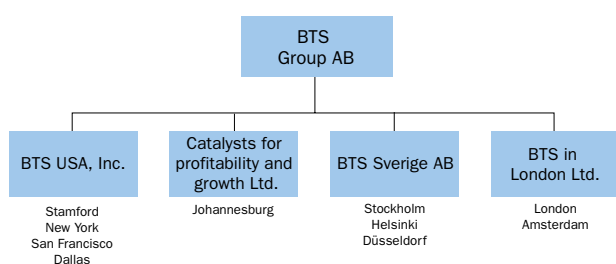 BTS
Group AB
BTS USA, Inc.
Catalysts for
profitability and
growth Ltd.
BTS Sverige AB
BTS in
London Ltd.
Stamford
New York
San Francisco
Dallas
Johannesburg
Stockholm
Helsinki
Düsseldorf
London
Amsterdam